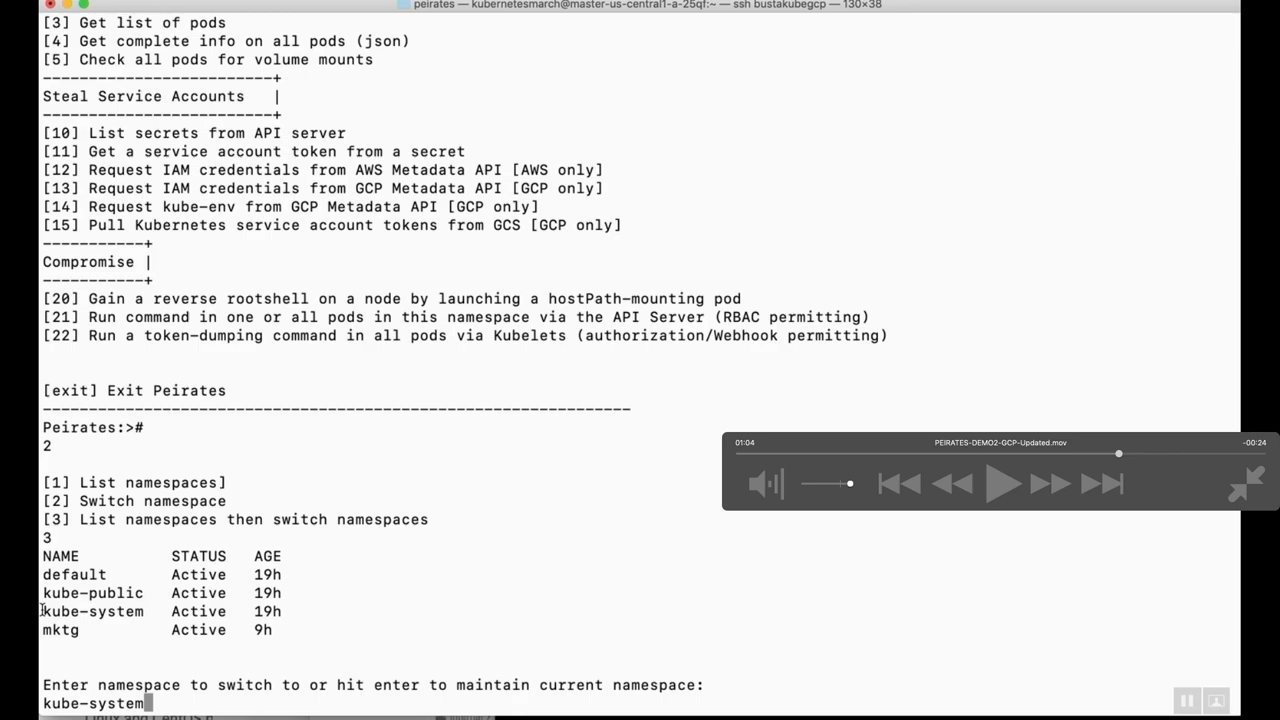 peirates — kubernetesmarch@master-us-central1-a-25qf:~ — ssh bustakubegcp — 130×38
[3] Get list of pods
[4] Get complete info on all pods (json)
[5] Check all pods for volume mounts
-------------------------+
Steal Service Accounts   |
-------------------------+
[10] List secrets from API server
[11] Get a service account token from a secret
[12] Request IAM credentials from AWS Metadata API [AWS only]
[13] Request IAM credentials from GCP Metadata API [GCP only]
[14] Request kube-env from GCP Metadata API [GCP only]
[15] Pull Kubernetes service account tokens from GCS [GCP only]
-----------+
Compromise |
-----------+
[20] Gain a reverse rootshell on a node by launching a hostPath-mounting pod
[21] Run command in one or all pods in this namespace via the API Server (RBAC permitting)
[22] Run a token-dumping command in all pods via Kubelets (authorization/Webhook permitting)
[exit] Exit Peirates
----------------------------------------------------------------
Peirates:>#
2
01:04 PEIRATES-DEMO2-GCP-Updated.mov -00:24
[1] List namespaces]
[2] Switch namespace
[3] List namespaces then switch namespaces
3
NAME          STATUS   AGE
default       Active   19h
kube-public   Active   19h
kube-system   Active   19h
mktg          Active   9h
Enter namespace to switch to or hit enter to maintain current namespace:
kube-system